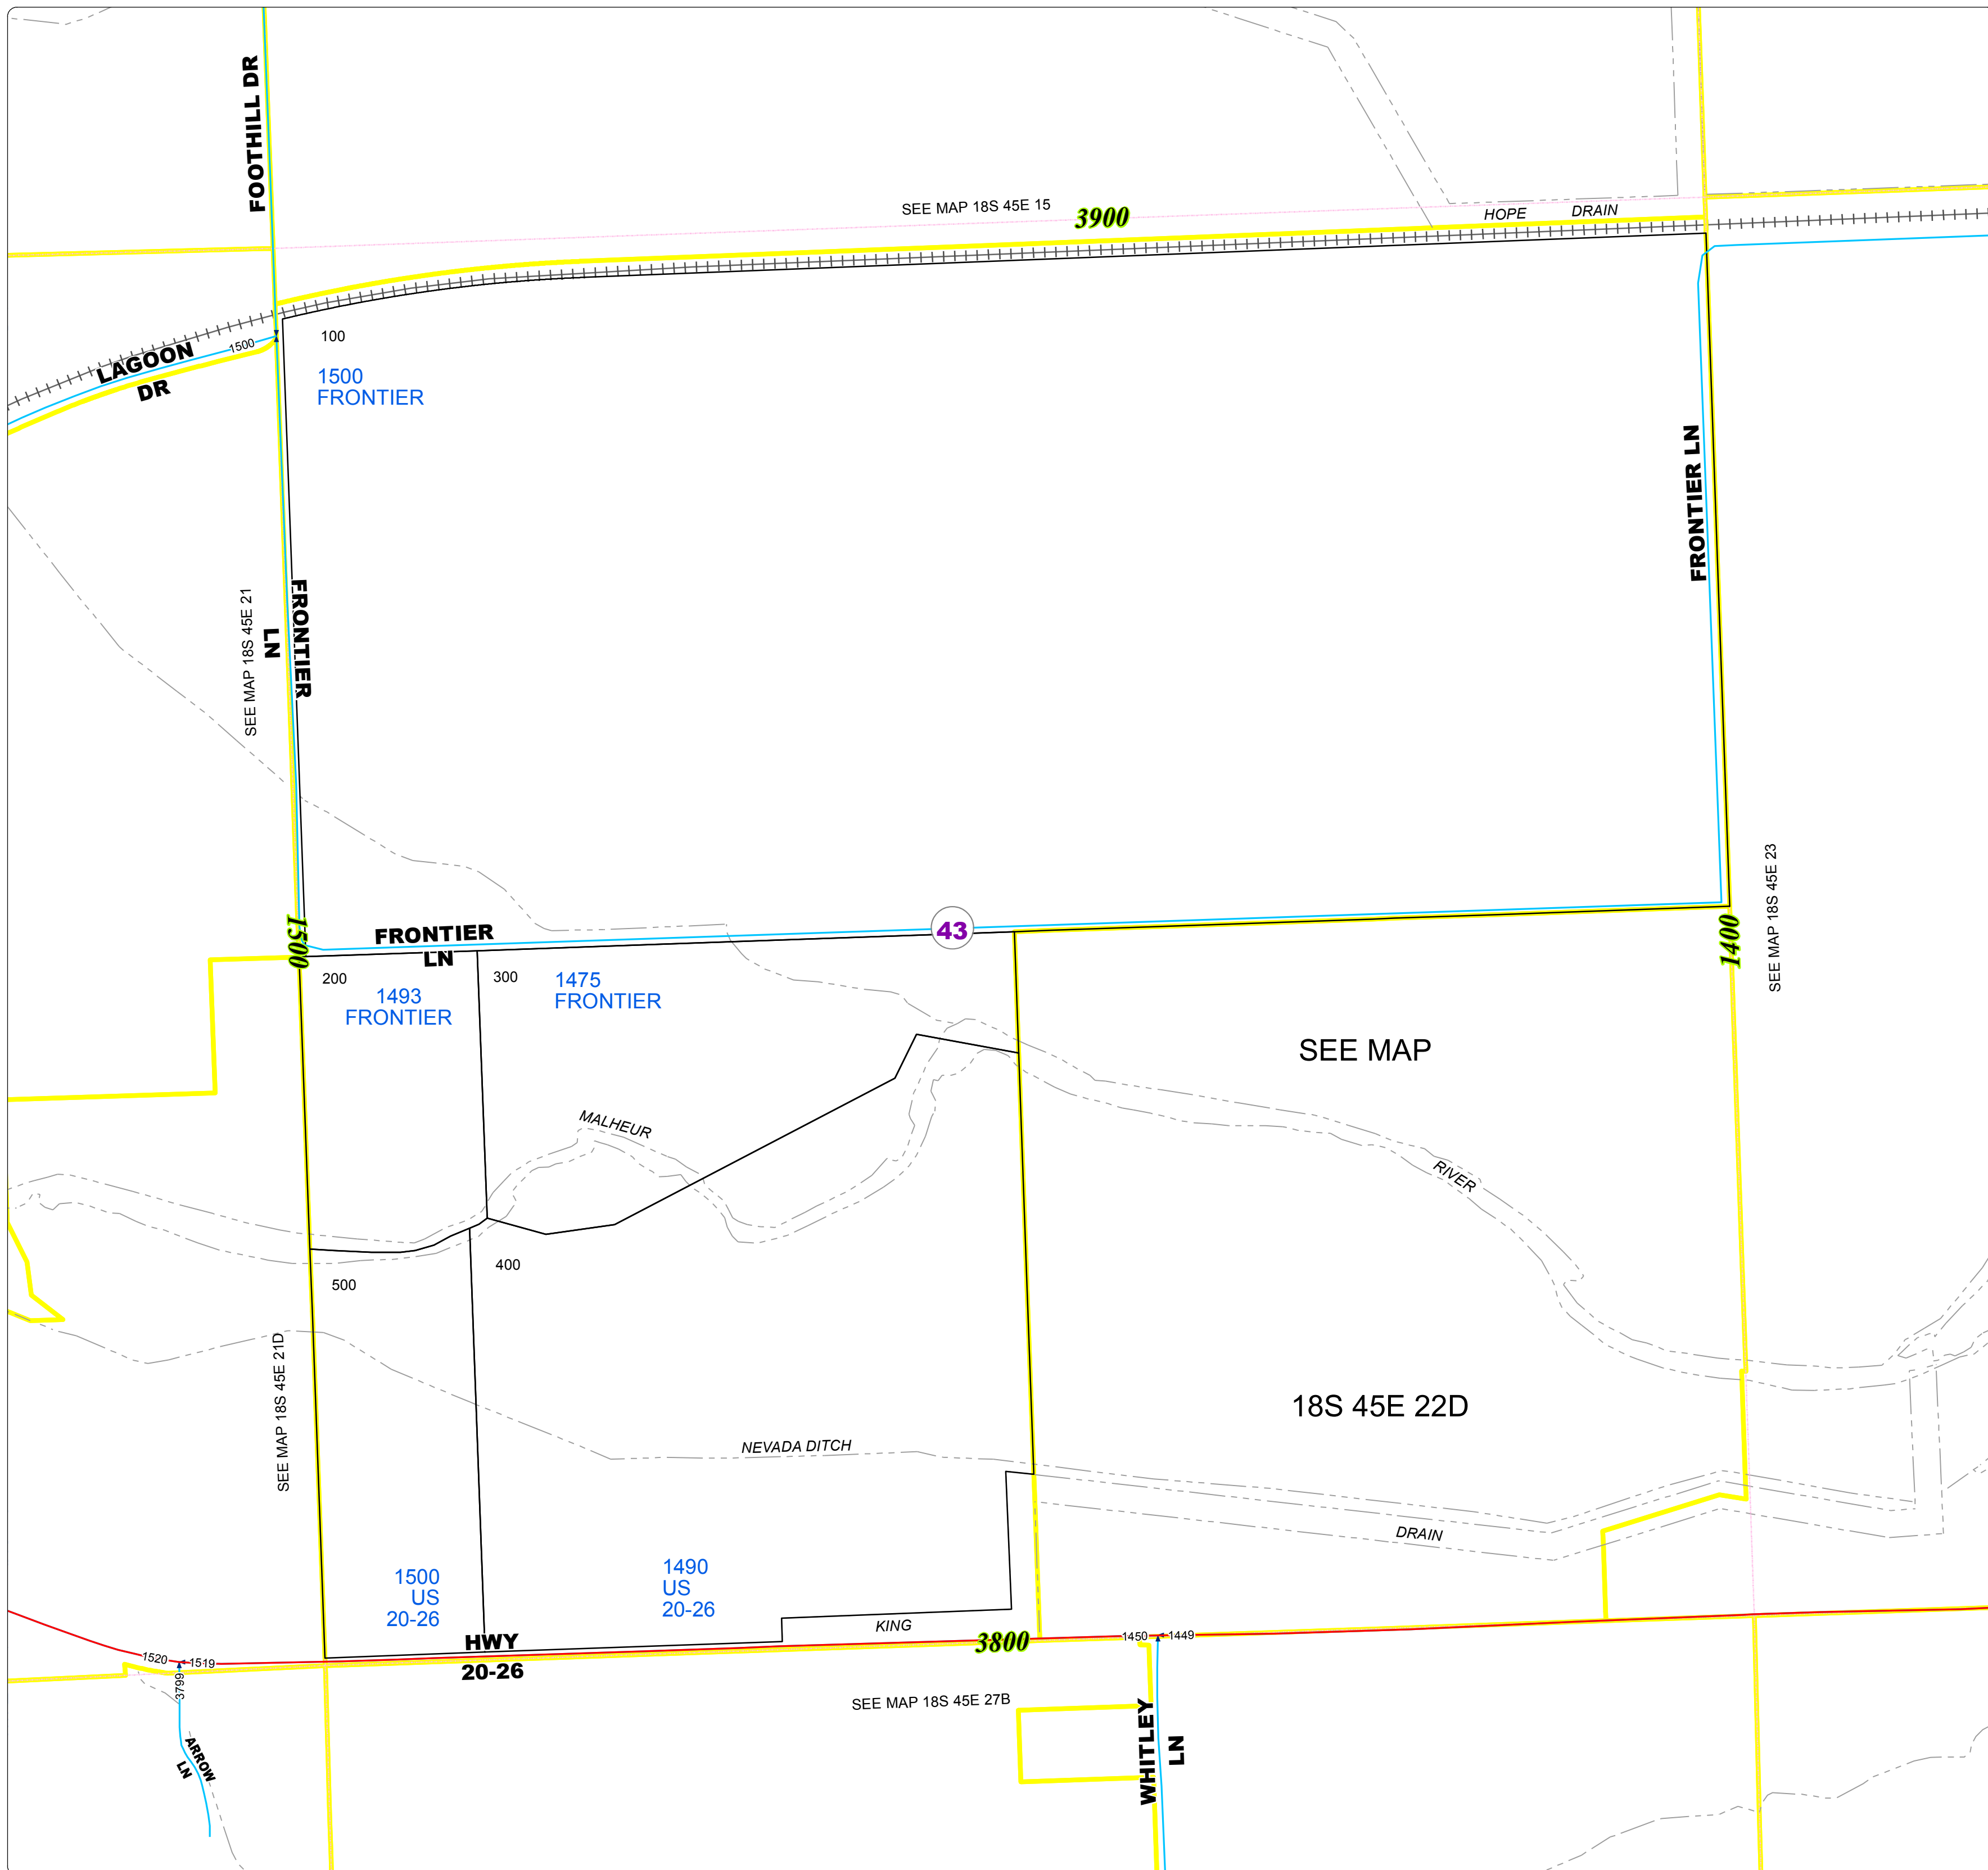 FOOTHILL DR
SEE MAP 18S 45E 15
3900
HOPE DRAIN
LAGOON
DR
1500
100
1500
FRONTIER
FRONTIER LN
SEE MAP 18S 45E 21
FRONTIER
LN
1500
FRONTIER
LN
43
1400
SEE MAP 18S 45E 23
200
1493
FRONTIER
300
1475
FRONTIER
SEE MAP
MALHEUR
RIVER
400
500
SEE MAP 18S 45E 21D
18S 45E 22D
NEVADA DITCH
DRAIN
1500
US
20-26
1490
US
20-26
KING
HWY
20-26
3800
1450
1449
1520
1519
3799
SEE MAP 18S 45E 27B
WHITLEY
LN
ARROW
LN